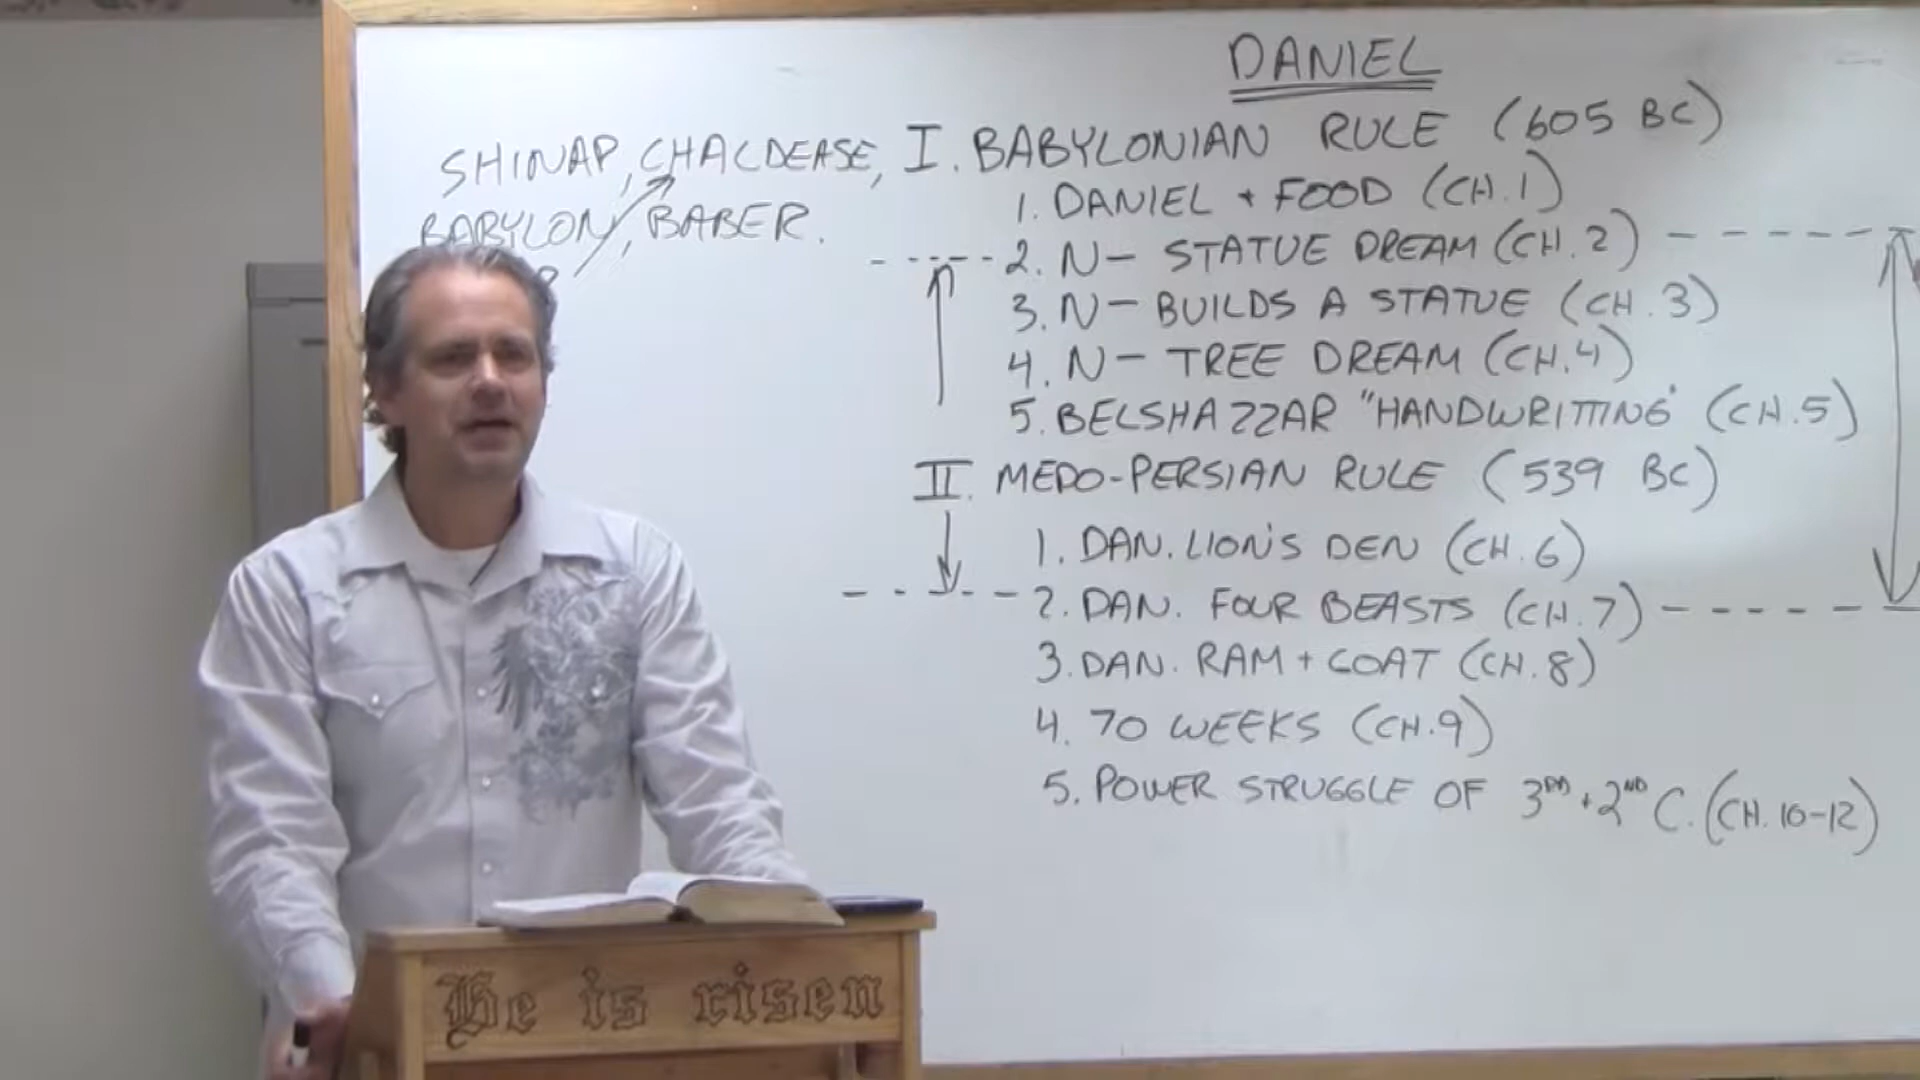 DANIEL
SHINAP, CHALDEASE,
BABYLON, BABER.
I. BABYLONIAN RULE (605 BC)
1. DANIEL + FOOD (CH.1)
2. N- STATUE DREAM (CH.2)
3. N- BUILDS A STATUE (CH.3)
4. N- TREE DREAM (CH.4)
5. BELSHAZZAR "HANDWRITTING" (CH.5)
II. MEDO-PERSIAN RULE (539 BC)
1. DAN. LION'S DEN (CH.6)
2. DAN. FOUR BEASTS (CH.7)
3. DAN. RAM + GOAT (CH.8)
4. 70 WEEKS (CH.9)
5. POWER STRUGGLE OF 3RD + 2ND C. (CH.10-12)
He is risen